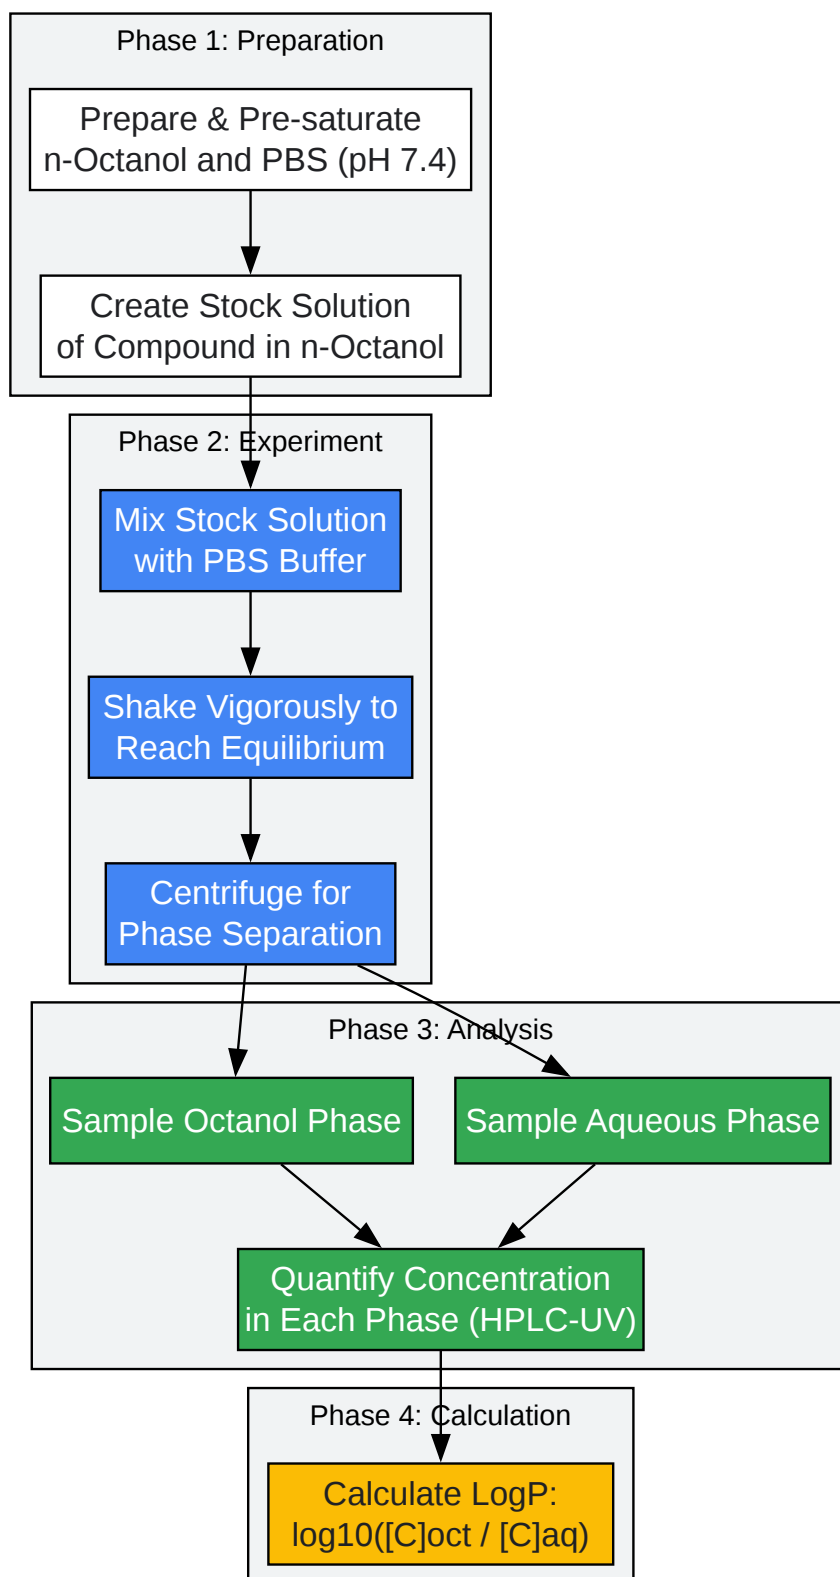 Phase 1: Preparation
Prepare & Pre-saturate
n-Octanol and PBS (pH 7.4)
Create Stock Solution
of Compound in n-Octanol
Phase 2: Experiment
Mix Stock Solution
with PBS Buffer
Shake Vigorously to
Reach Equilibrium
Centrifuge for
Phase Separation
Phase 3: Analysis
Sample Octanol Phase
Sample Aqueous Phase
Quantify Concentration
in Each Phase (HPLC-UV)
Phase 4: Calculation
Calculate LogP:
log10([C]oct / [C]aq)